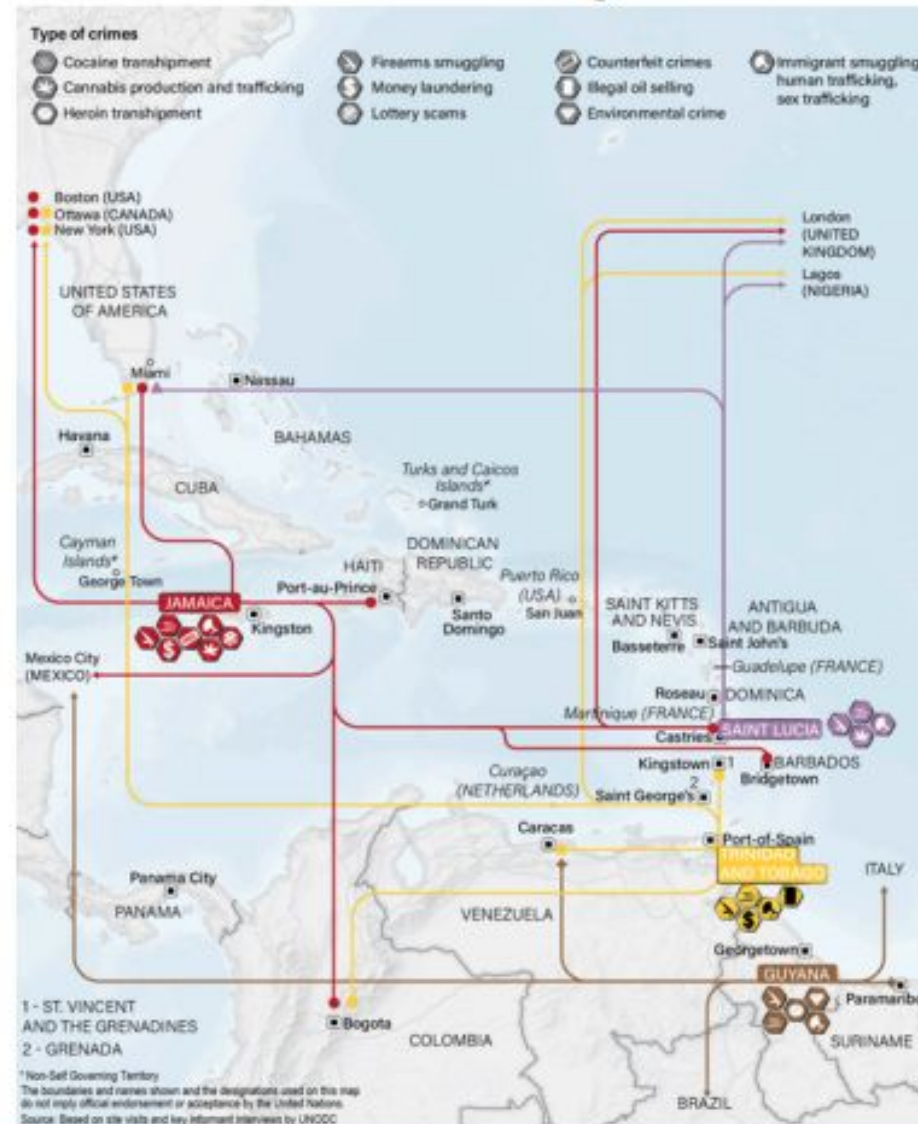 Type of crimes
Cocaine transhipment
Cannabis production and trafficking
Heroin transhipment
Firearms smuggling
Money laundering
Lottery scams
Counterfeit crimes
Illegal oil selling
Environmental crime
Immigrant smuggling,
human trafficking,
sex trafficking
Boston (USA)
Ottawa (CANADA)
New York (USA)
London
(UNITED
KINGDOM)
Lagos
(NIGERIA)
UNITED STATES
OF AMERICA
Miami
Nassau
BAHAMAS
Havana
CUBA
Turks and Caicos
Islands*
Grand Turk
Cayman
Islands*
George Town
HAITI
DOMINICAN
REPUBLIC
Port-au-Prince
JAMAICA
Kingston
Santo
Domingo
Puerto Rico
(USA)
San Juan
SAINT KITTS
AND NEVIS
Basseterre
ANTIGUA
AND BARBUDA
Saint John's
Guadelupe (FRANCE)
Mexico City
(MEXICO)
Roseau
DOMINICA
Martinique (FRANCE)
SAINT LUCIA
Castries
Kingstown
1
BARBADOS
Bridgetown
Curaçao
(NETHERLANDS)
2
Saint George's
Caracas
Port-of-Spain
TRINIDAD
AND TOBAGO
ITALY
Panama City
PANAMA
VENEZUELA
Georgetown
GUYANA
Paramaribo
SURINAME
1 - ST. VINCENT
AND THE GRENADINES
2 - GRENADA
Bogota
COLOMBIA
BRAZIL
* Non-Self Governing Territory
The boundaries and names shown and the designations used on this map
do not imply official endorsement or acceptance by the United Nations.
Source: Based on site visits and key informant interviews by UNODC